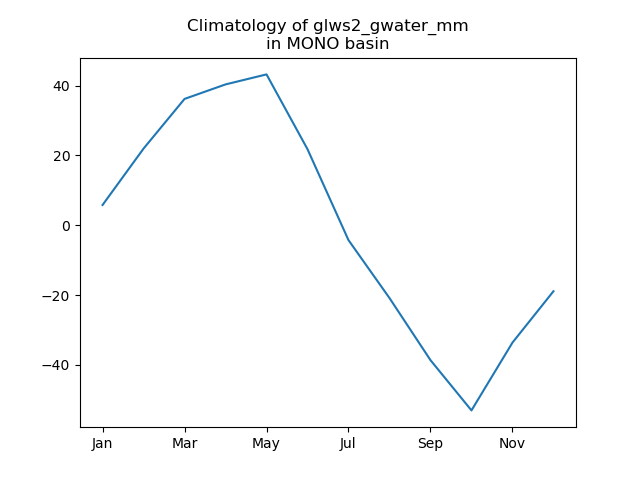 Climatology of glws2_gwater_mm
in MONO basin
40
20
0
−20
−40
Jan
Mar
May
Jul
Sep
Nov